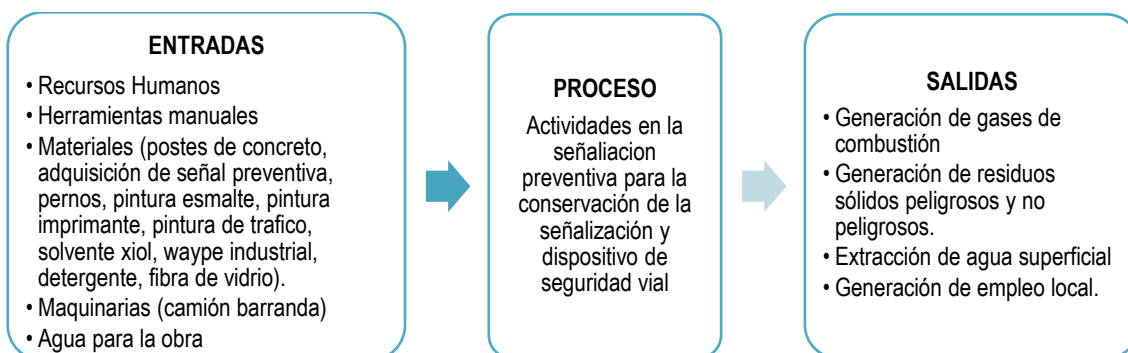 ENTRADAS
• Recursos Humanos
• Herramientas manuales
• Materiales (postes de concreto,
adquisición de señal preventiva,
pernos, pintura esmalte, pintura
imprimante, pintura de trafico,
solvente xiol, waype industrial,
detergente, fibra de vidrio).
• Maquinarias (camión barranda)
• Agua para la obra
PROCESO
Actividades en la
señaliacion
preventiva para la
conservación de la
señalización y
dispositivo de
seguridad vial
SALIDAS
• Generación de gases de
combustión
• Generación de residuos
sólidos peligrosos y no
peligrosos.
• Extracción de agua superficial
• Generación de empleo local.